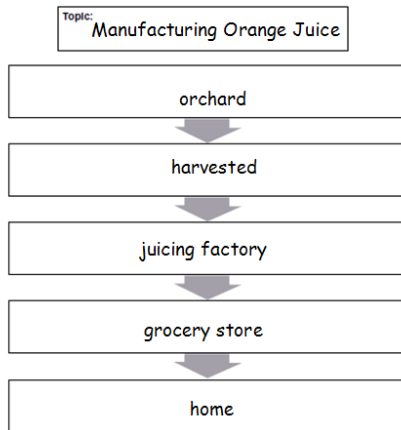 Topic:
Manufacturing Orange Juice
orchard
harvested
juicing factory
grocery store
home